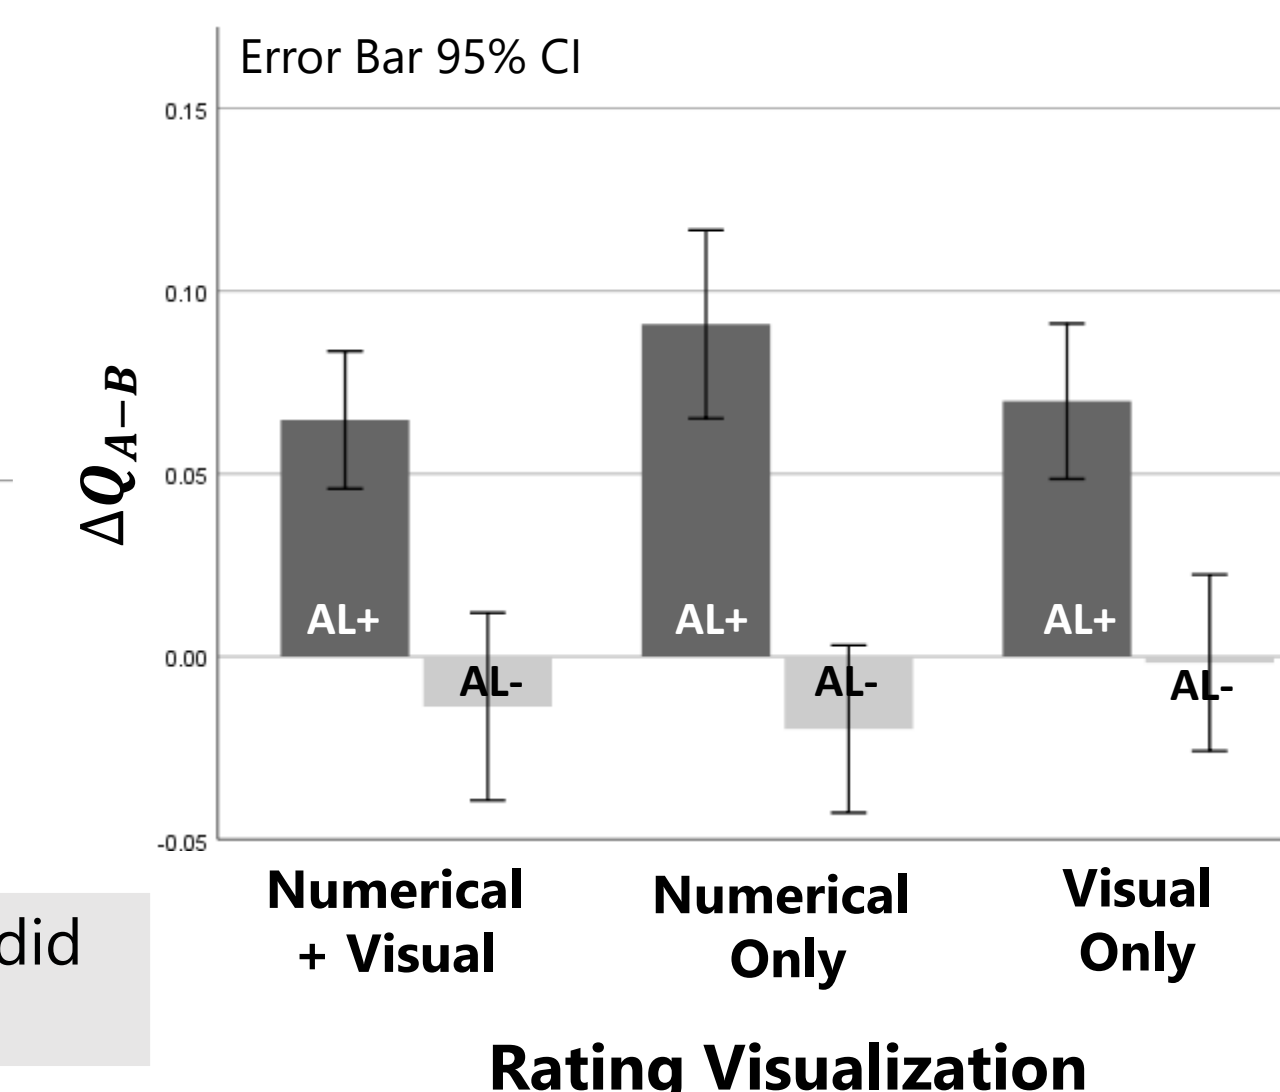 Error Bar 95% CI
0.15
0.10
0.05
0.00
-0.05
ΔQ A−B
AL+
AL-
AL+
AL-
AL+
AL-
Numerical
+ Visual
Numerical
Only
Visual
Only
Rating Visualization
did